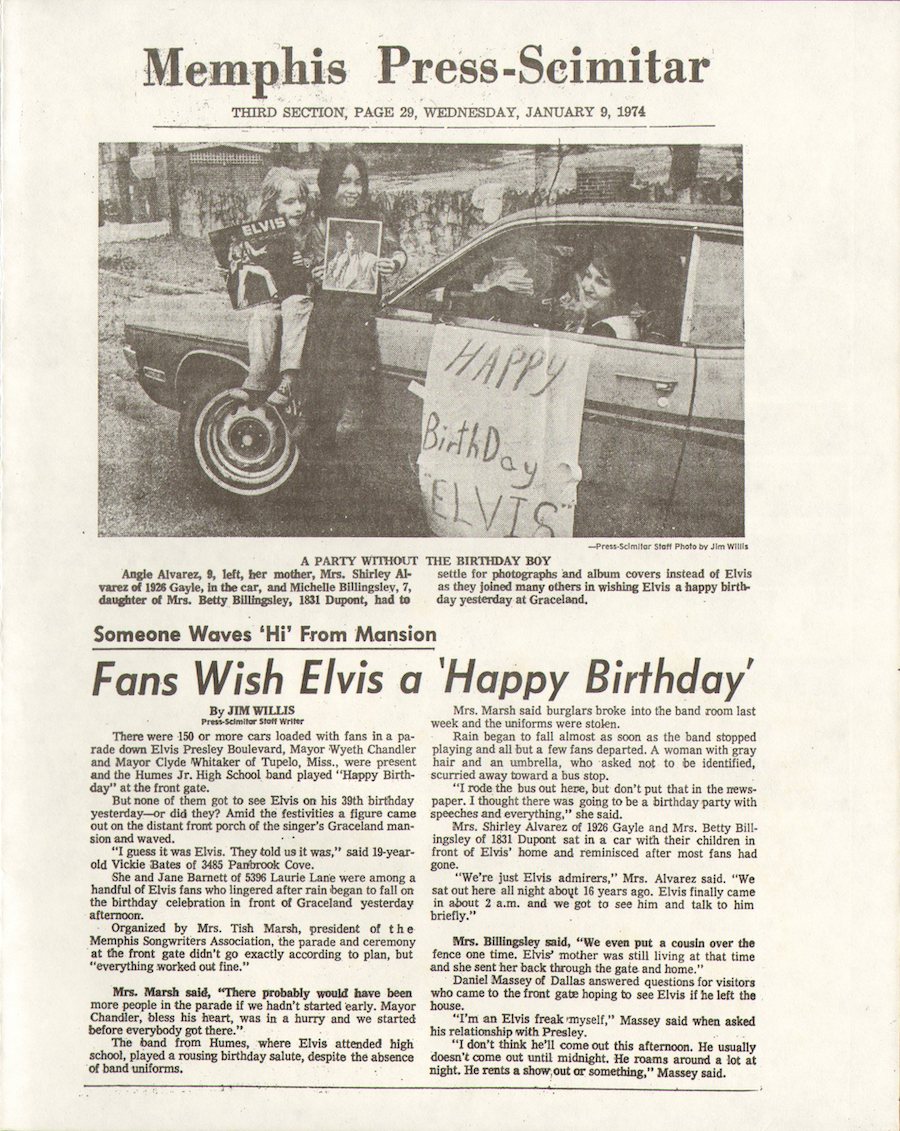 Memphis Press-Scimitar
THIRD SECTION, PAGE 29, WEDNESDAY, JANUARY 9, 1974
ELVIS
HAPPY
BirthDay
"ELVIS"
—Press-Scimitar Staff Photo by Jim Willis
A PARTY WITHOUT THE BIRTHDAY BOY
Angie Alvarez, 9, left, her mother, Mrs. Shirley Al-
varez of 1926 Gayle, in the car, and Michelle Billingsley, 7,
daughter of Mrs. Betty Billingsley, 1831 Dupont, had to
settle for photographs and album covers instead of Elvis
as they joined many others in wishing Elvis a happy birth-
day yesterday at Graceland.
Someone Waves 'Hi' From Mansion
Fans Wish Elvis a 'Happy Birthday'
By JIM WILLIS
Press-Scimitar Staff Writer
There were 150 or more cars loaded with fans in a pa-
rade down Elvis Presley Boulevard, Mayor Wyeth Chandler
and Mayor Clyde Whitaker of Tupelo, Miss., were present
and the Humes Jr. High School band played "Happy Birth-
day" at the front gate.
But none of them got to see Elvis on his 39th birthday
yesterday—or did they? Amid the festivities a figure came
out on the distant front porch of the singer's Graceland man-
sion and waved.
"I guess it was Elvis. They told us it was," said 19-year-
old Vickie Bates of 3485 Panbrook Cove.
She and Jane Barnett of 5396 Laurie Lane were among a
handful of Elvis fans who lingered after rain began to fall on
the birthday celebration in front of Graceland yesterday
afternoon.
Organized by Mrs. Tish Marsh, president of the
Memphis Songwriters Association, the parade and ceremony
at the front gate didn't go exactly according to plan, but
"everything worked out fine."
Mrs. Marsh said, "There probably would have been
more people in the parade if we hadn't started early. Mayor
Chandler, bless his heart, was in a hurry and we started
before everybody got there."
The band from Humes, where Elvis attended high
school, played a rousing birthday salute, despite the absence
of band uniforms.
Mrs. Marsh said burglars broke into the band room last
week and the uniforms were stolen.
Rain began to fall almost as soon as the band stopped
playing and all but a few fans departed. A woman with gray
hair and an umbrella, who asked not to be identified,
scurried away toward a bus stop.
"I rode the bus out here, but don't put that in the news-
paper. I thought there was going to be a birthday party with
speeches and everything," she said.
Mrs. Shirley Alvarez of 1926 Gayle and Mrs. Betty Bill-
ingsley of 1831 Dupont sat in a car with their children in
front of Elvis' home and reminisced after most fans had
gone.
"We're just Elvis admirers," Mrs. Alvarez said. "We
sat out here all night about 16 years ago. Elvis finally came
in about 2 a.m. and we got to see him and talk to him
briefly."
Mrs. Billingsley said, "We even put a cousin over the
fence one time. Elvis' mother was still living at that time
and she sent her back through the gate and home."
Daniel Massey of Dallas answered questions for visitors
who came to the front gate hoping to see Elvis if he left the
house.
"I'm an Elvis freak myself," Massey said when asked
his relationship with Presley.
"I don't think he'll come out this afternoon. He usually
doesn't come out until midnight. He roams around a lot at
night. He rents a show out or something," Massey said.